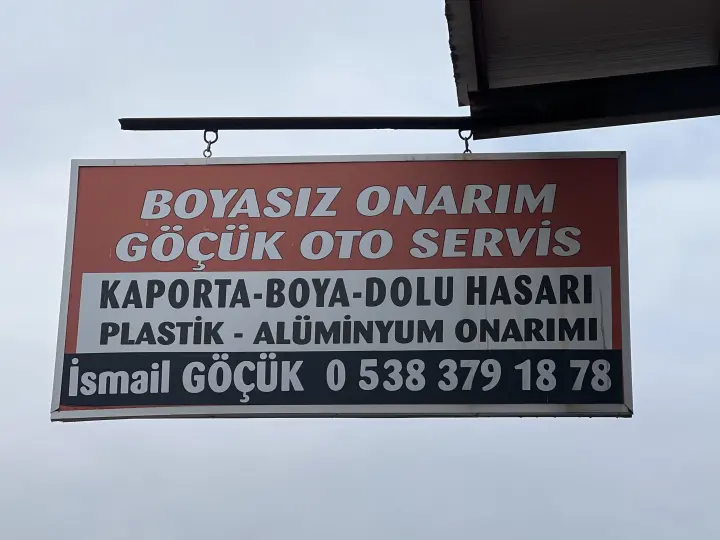 BOYASIZ ONARIM
GÖÇÜK OTO SERVİS
KAPORTA-BOYA-DOLU HASARI
PLASTİK - ALÜMİNYUM ONARIMI
İsmail GÖÇÜK 0 538 379 18 78